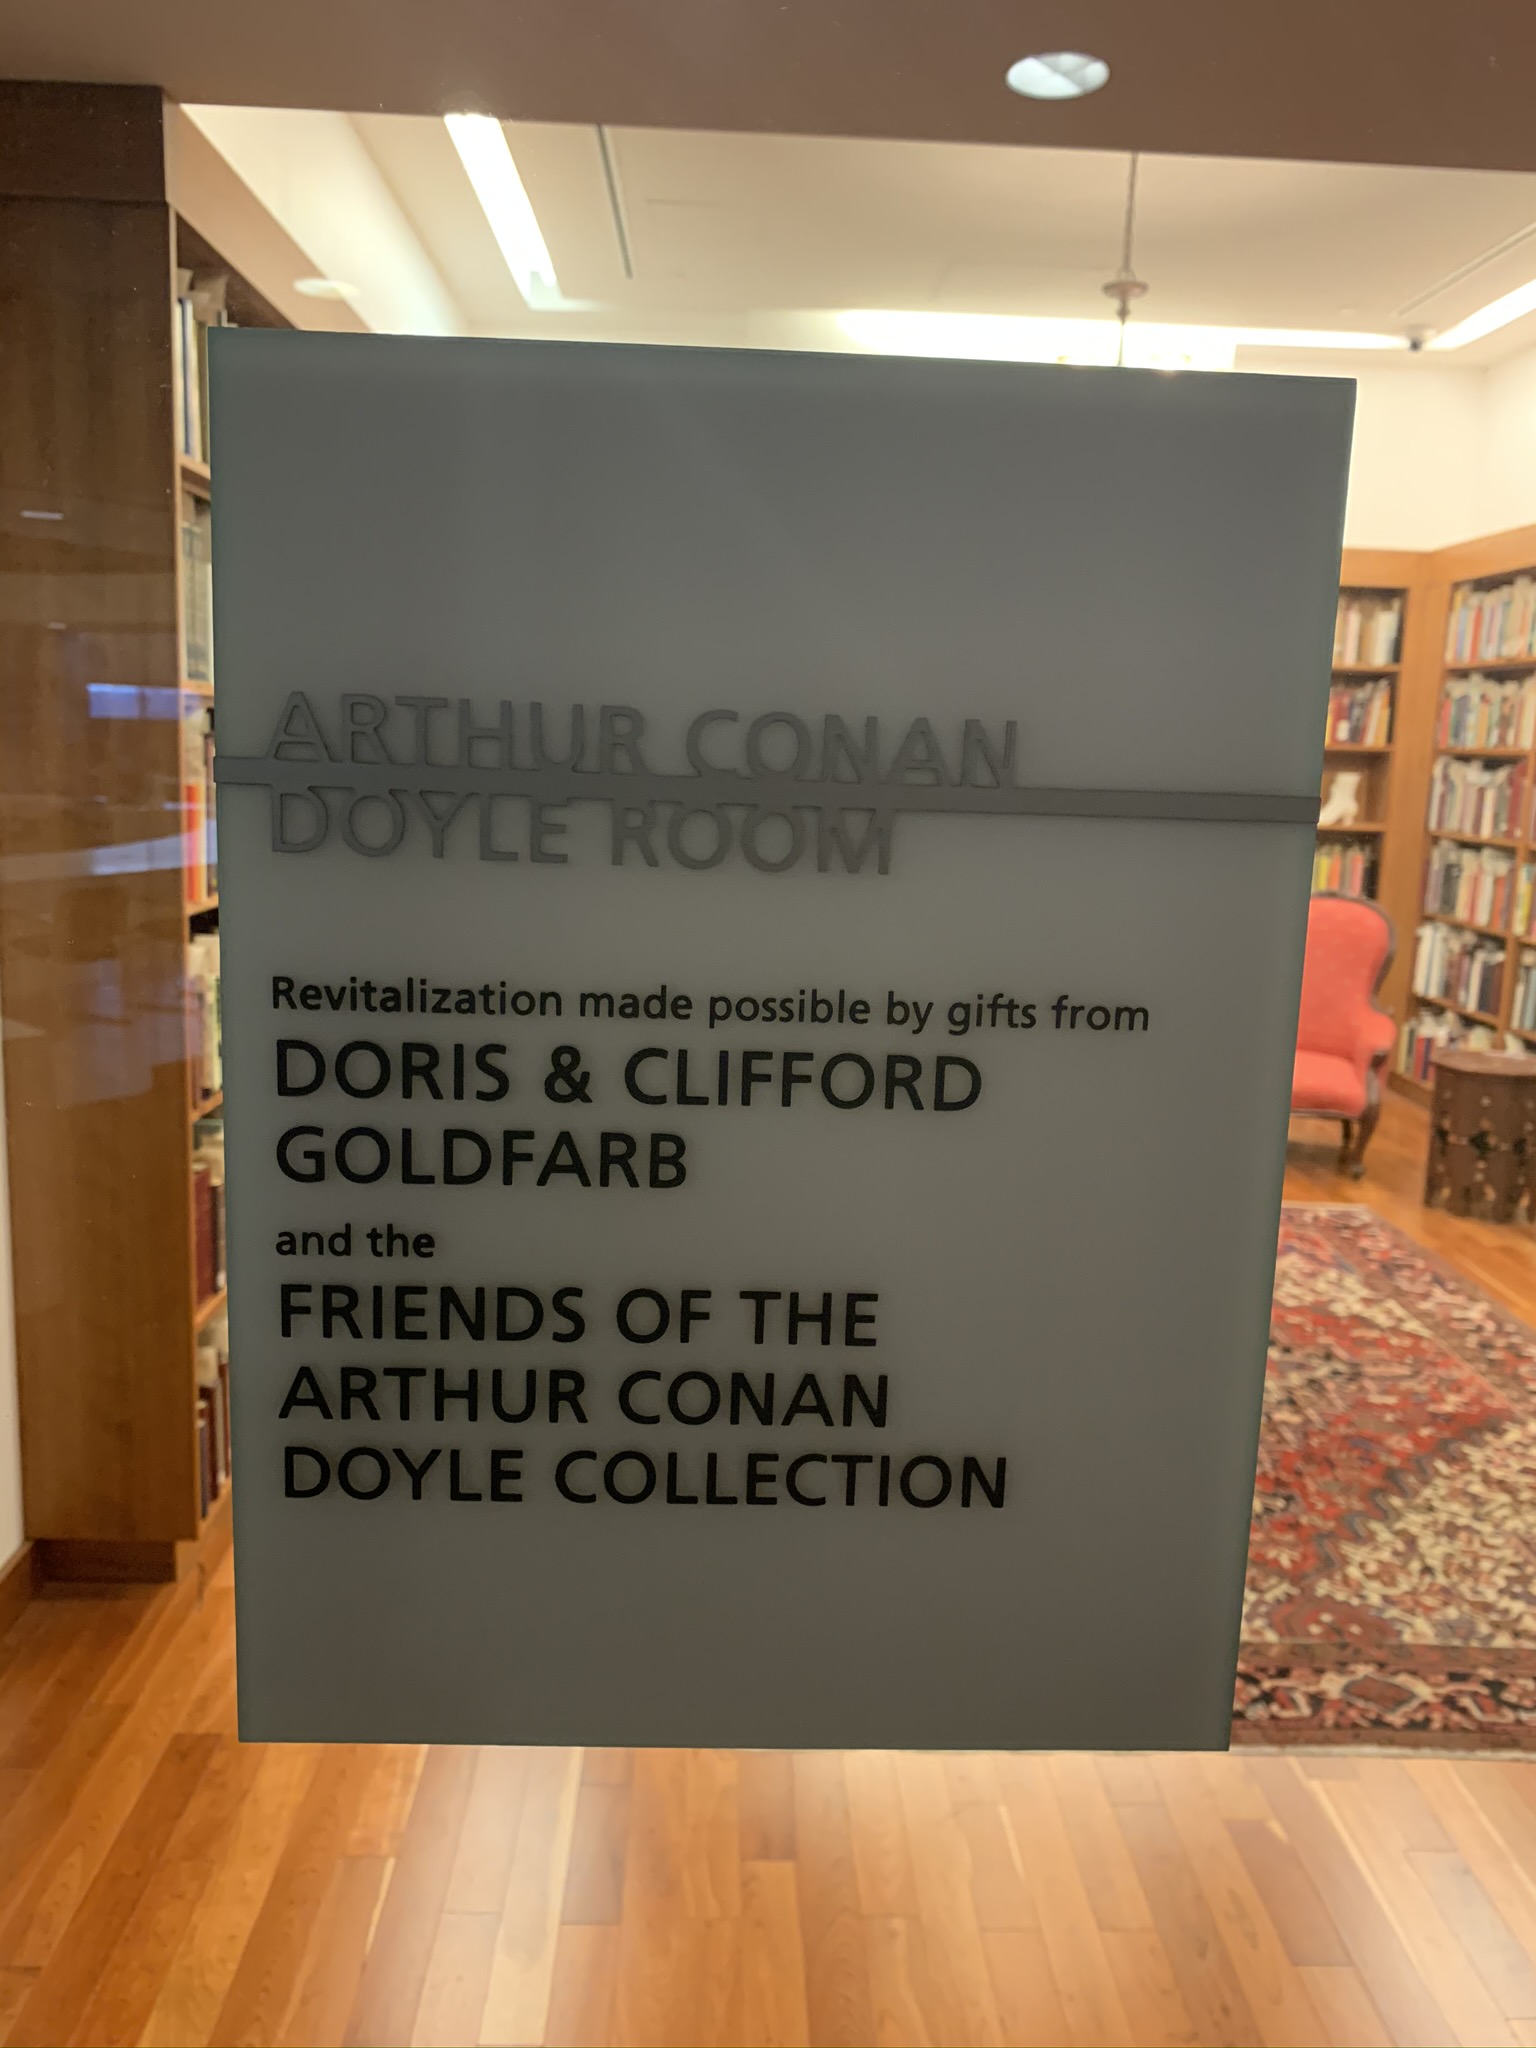 ARTHUR CONAN
DOYLE ROOM
Revitalization made possible by gifts from
DORIS & CLIFFORD
GOLDFARB
and the
FRIENDS OF THE
ARTHUR CONAN
DOYLE COLLECTION